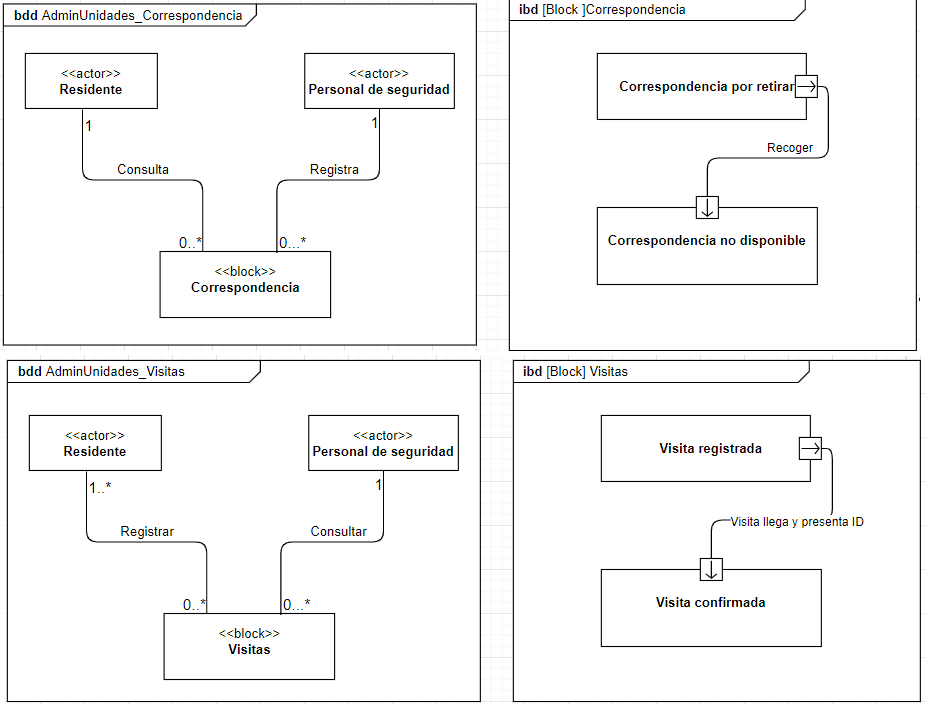 bdd AdminUnidades_Correspondencia
<<actor>>
Residente
<<actor>>
Personal de seguridad
1
1
Consulta
Registra
0..*
0...*
<<block>>
Correspondencia
ibd [Block ]Correspondencia
Correspondencia por retirar
Recoger
Correspondencia no disponible
bdd AdminUnidades_Visitas
<<actor>>
Residente
<<actor>>
Personal de seguridad
1..*
1
Registrar
Consultar
0..*
0...*
<<block>>
Visitas
ibd [Block] Visitas
Visita registrada
Visita llega y presenta ID
Visita confirmada